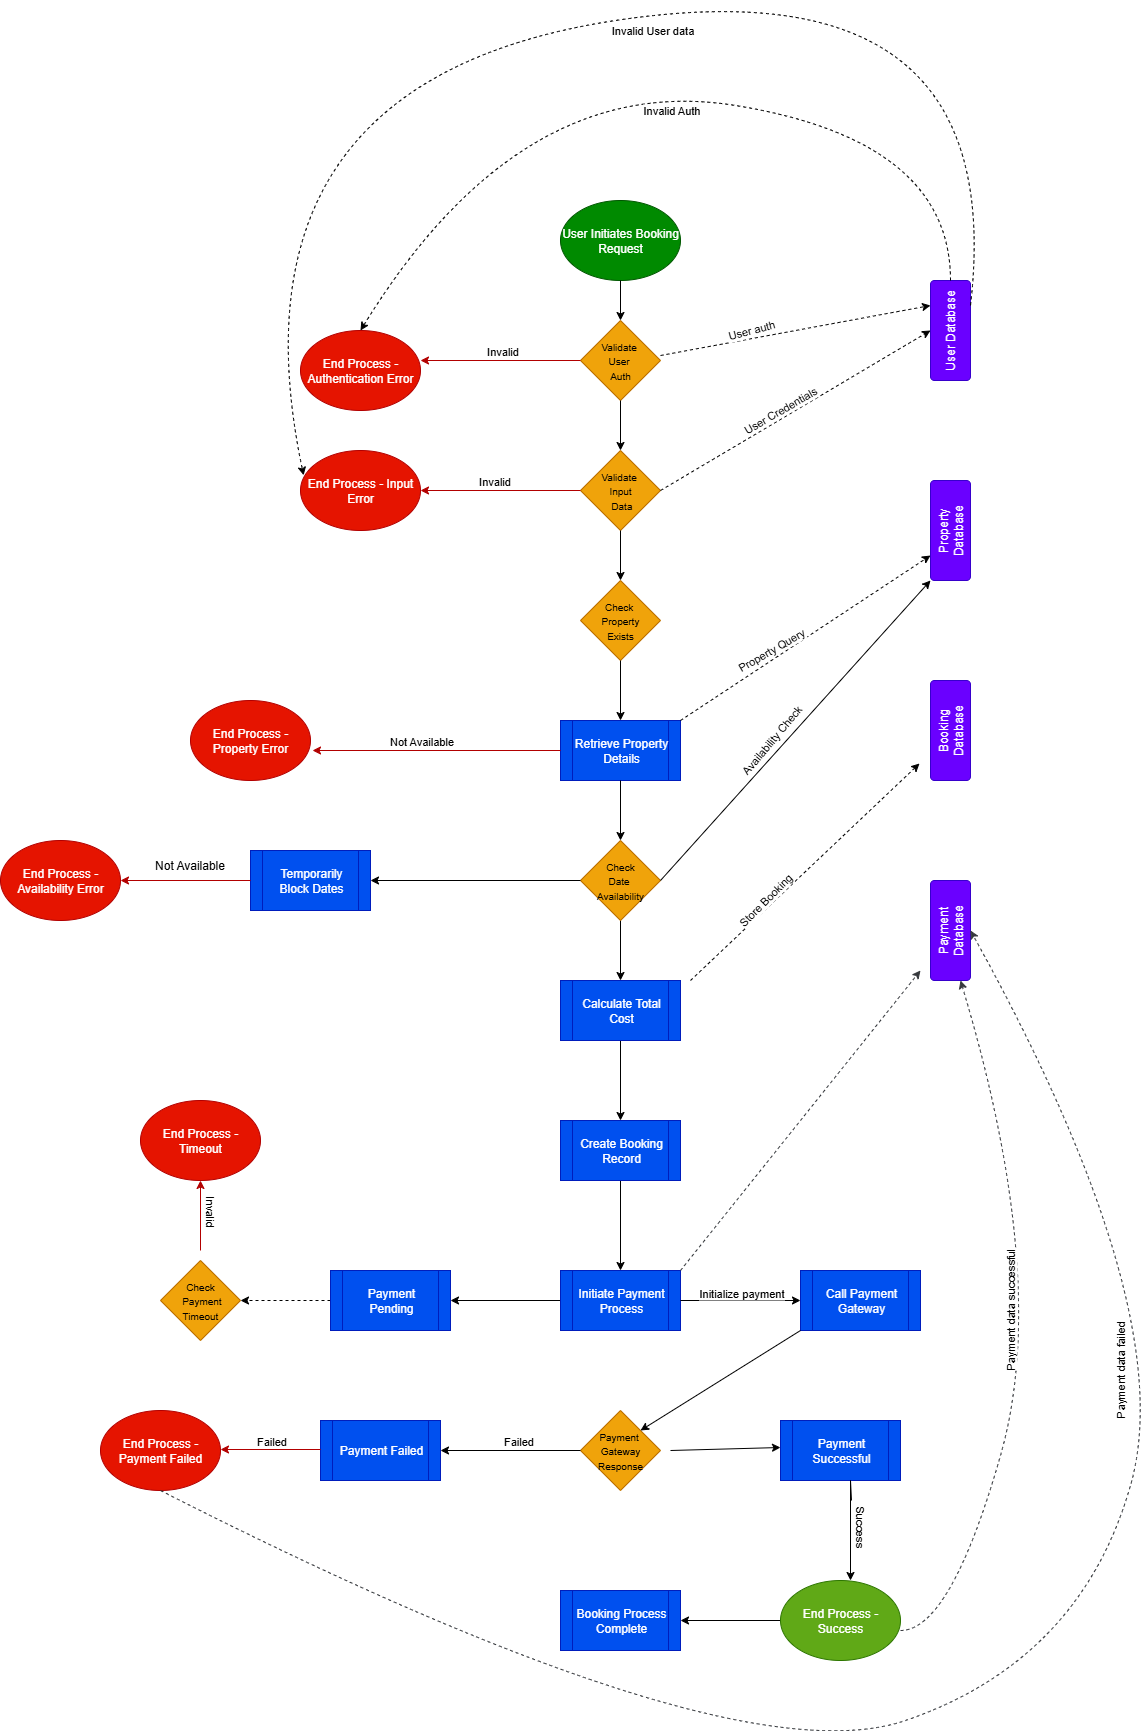 Invalid User data
Invalid Auth
User Initiates Booking
Request
User Database
User auth
Validate
User
Auth
Invalid
End Process -
Authentication Error
User Credentials
Validate
Input
Data
Invalid
End Process - Input
Error
Property
Database
Check
Property
Exists
Property Query
Retrieve Property
Details
Not Available
End Process -
Property Error
Booking
Database
Availability Check
Check
Date
Availability
Temporarily
Block Dates
Not Available
End Process -
Availability Error
Store Booking
Payment
Database
Calculate Total
Cost
Create Booking
Record
End Process -
Timeout
Invalid
Check
Payment
Timeout
Payment
Pending
Initiate Payment
Process
Initialize payment
Call Payment
Gateway
Payment data successful
Payment data failed
End Process -
Payment Failed
Failed
Payment Failed
Failed
Payment
Gateway
Response
Payment
Successful
Success
Booking Process
Complete
End Process -
Success